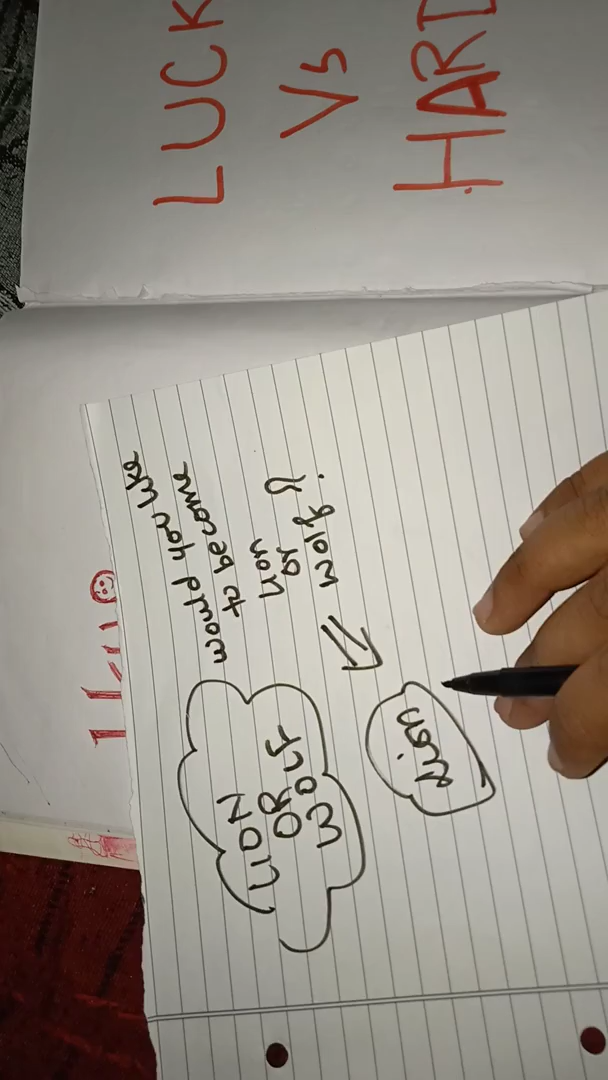 LUCK
Vs
HARD
would you like
to become
Lion
or
wolf ?
LION
OR
WOLF
Lion